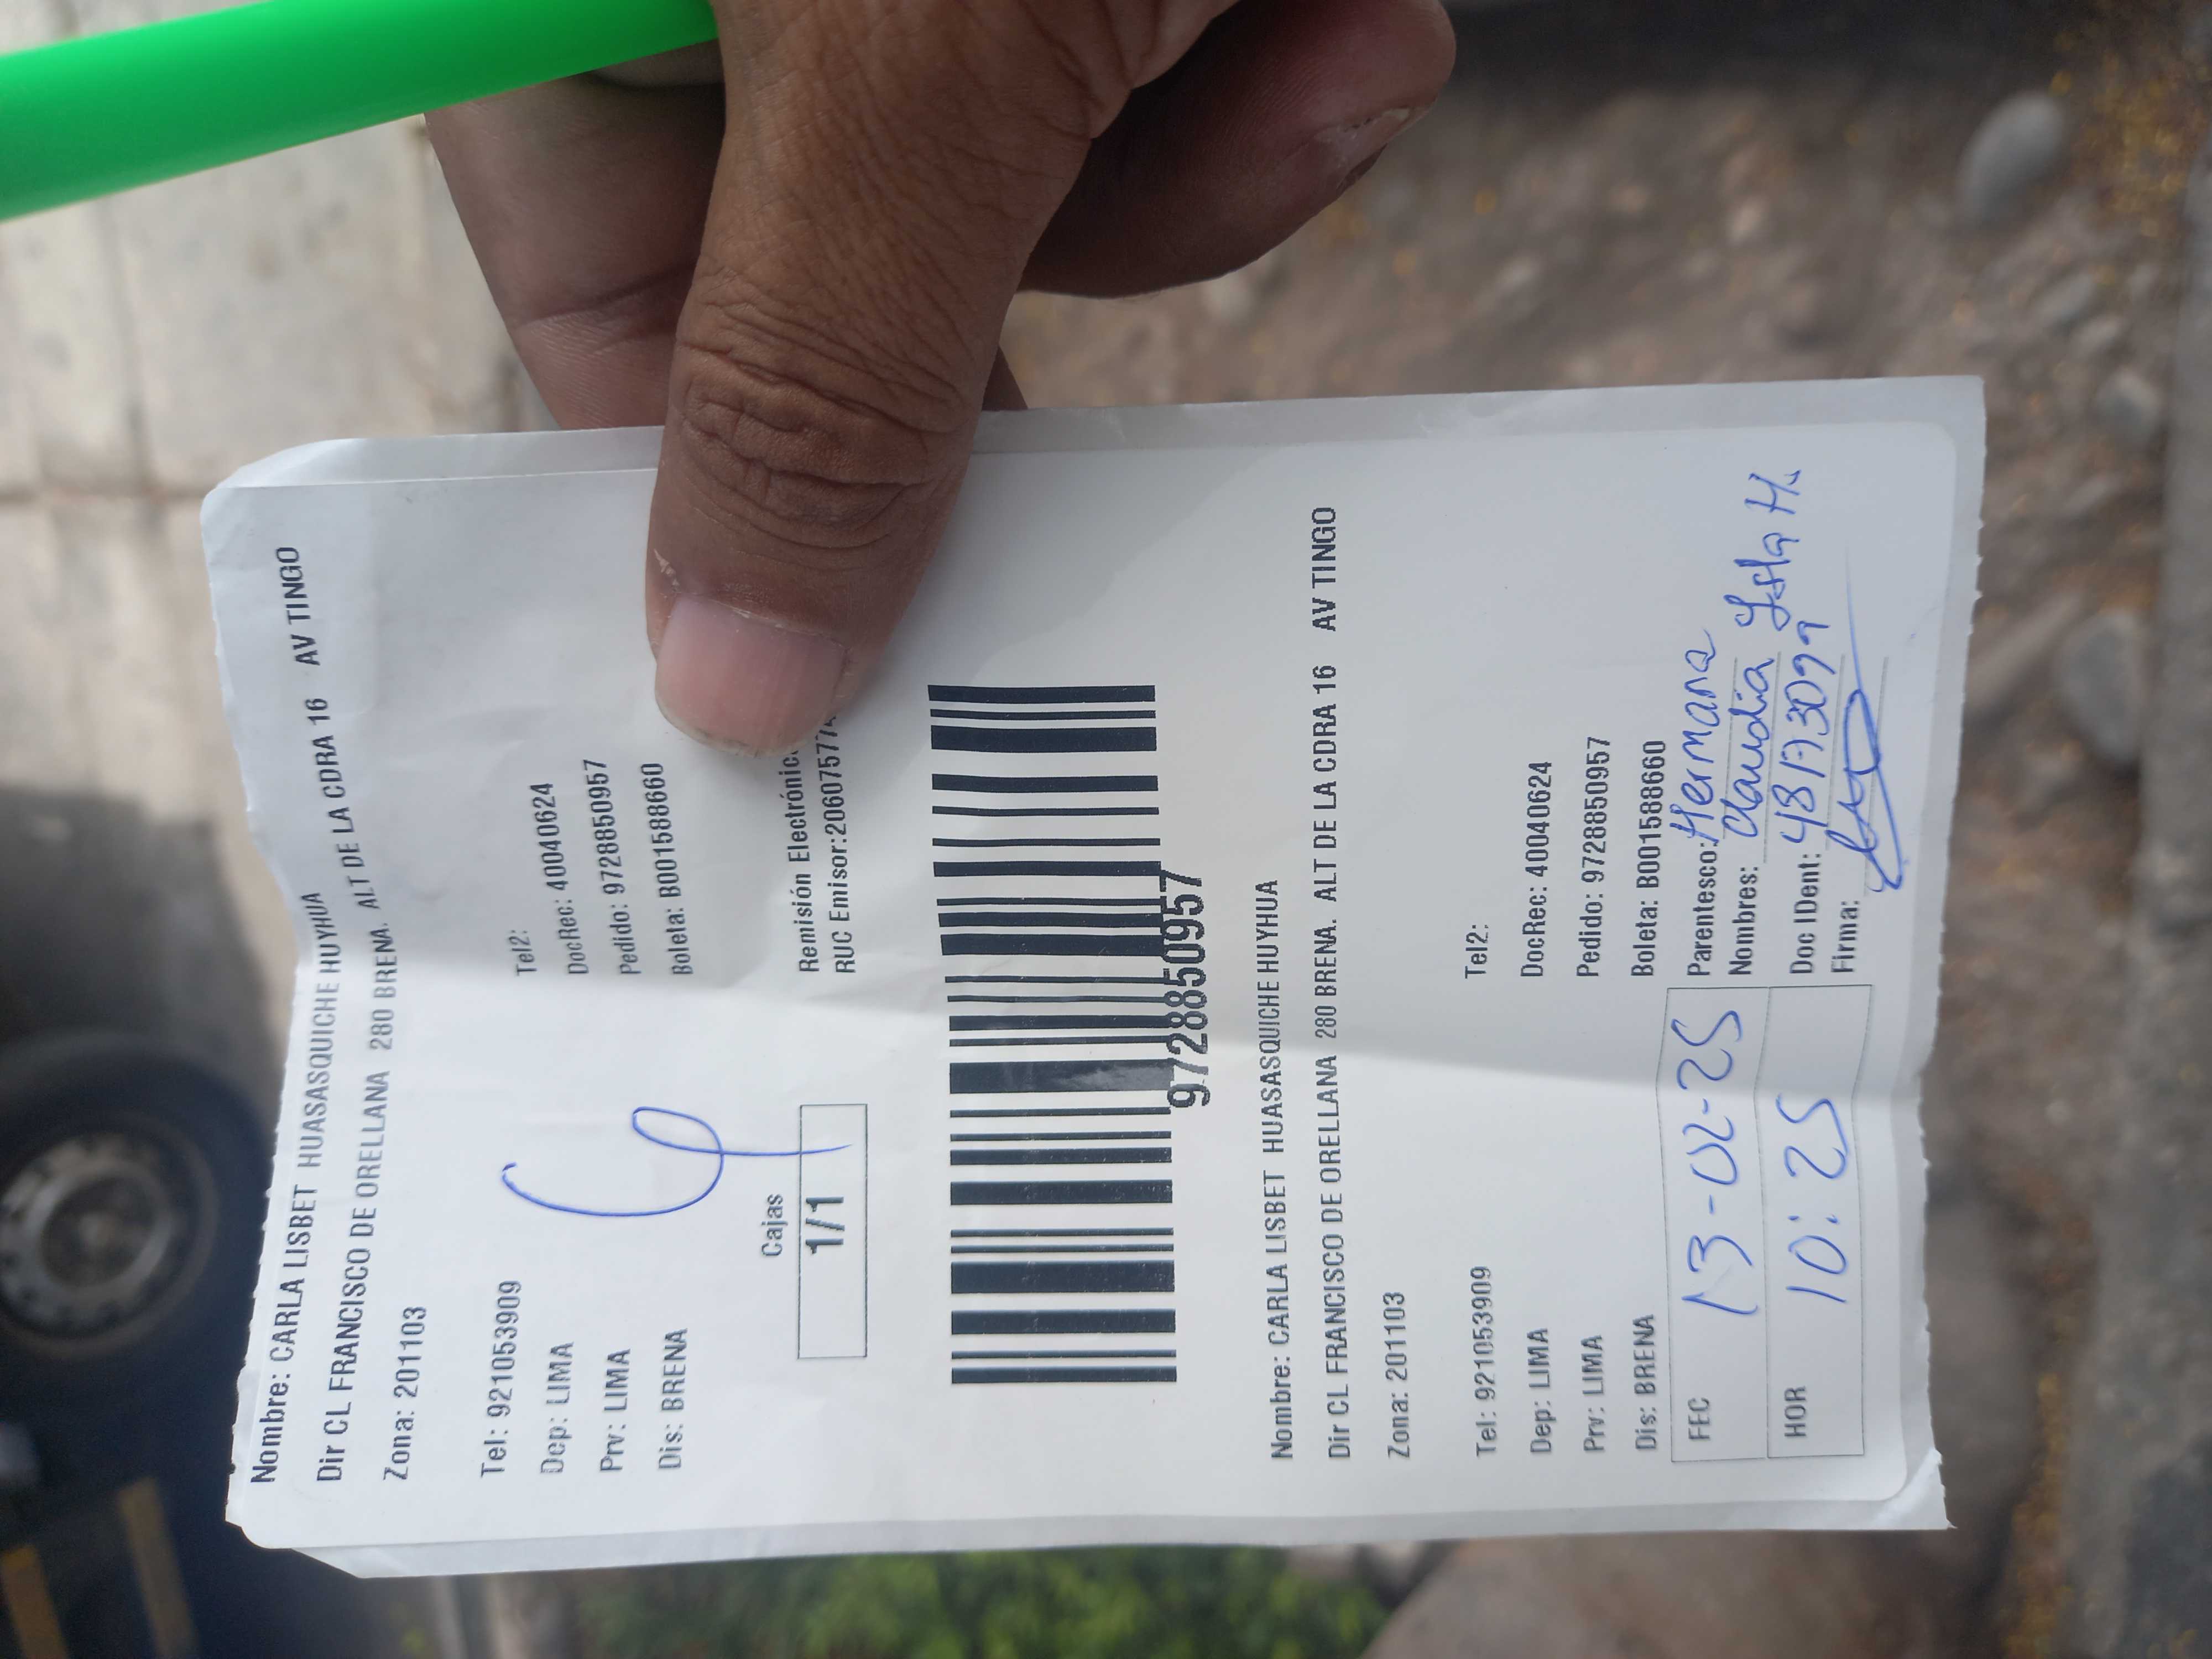 Nombre: CARLA LISBET HUASASQUICHE HUYHUA
Dir CL FRANCISCO DE ORELLANA 280 BRENA. ALT DE LA CDRA 16 AV TINGO
Zona: 201103
Tel: 921053909 Tel2:
Dep: LIMA DocRec: 40040624
Prv: LIMA Pedido: 9728850957
Dis: BRENA Boleta: B001588660
Cajas
1/1
Remisión Electrónic
RUC Emisor:206075774
9728850957
Nombre: CARLA LISBET HUASASQUICHE HUYHUA
Dir CL FRANCISCO DE ORELLANA 280 BRENA. ALT DE LA CDRA 16 AV TINGO
Zona: 201103
Tel: 921053909 Tel2:
Dep: LIMA DocRec: 40040624
Prv: LIMA Pedido: 9728850957
Dis: BRENA Boleta: B001588660
FEC 13-02-25 Parentesco: Hermana
Nombres: Claudia Isla H.
HOR 10:25 Doc IDent: 48173099
Firma: